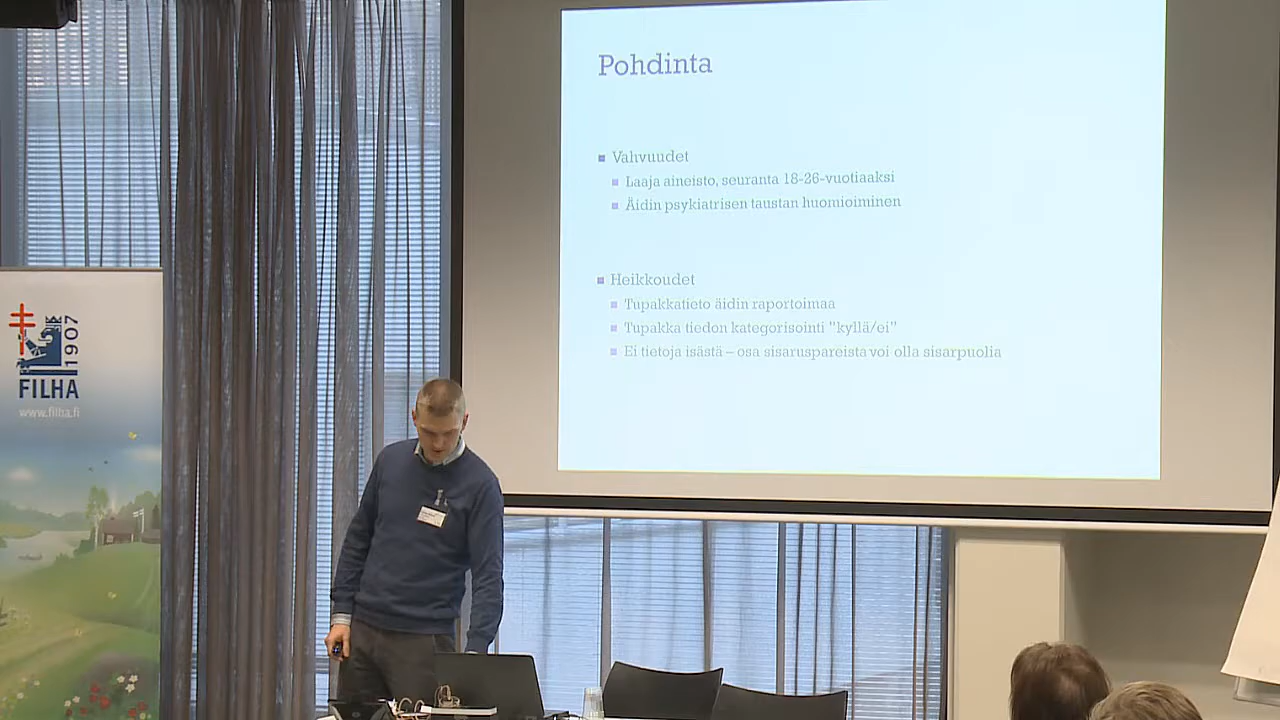 Pohdinta
Vahvuudet
Laaja aineisto, seuranta 18-26-vuotiaaksi
Äidin psykiatrisen taustan huomioiminen
Heikkoudet
Tupakkatieto äidin raportoimaa
Tupakka tiedon kategorisointi "kyllä/ei"
Ei tietoja isästä – osa sisaruspareista voi olla sisarpuolia
1907
FILHA
www.filha.fi